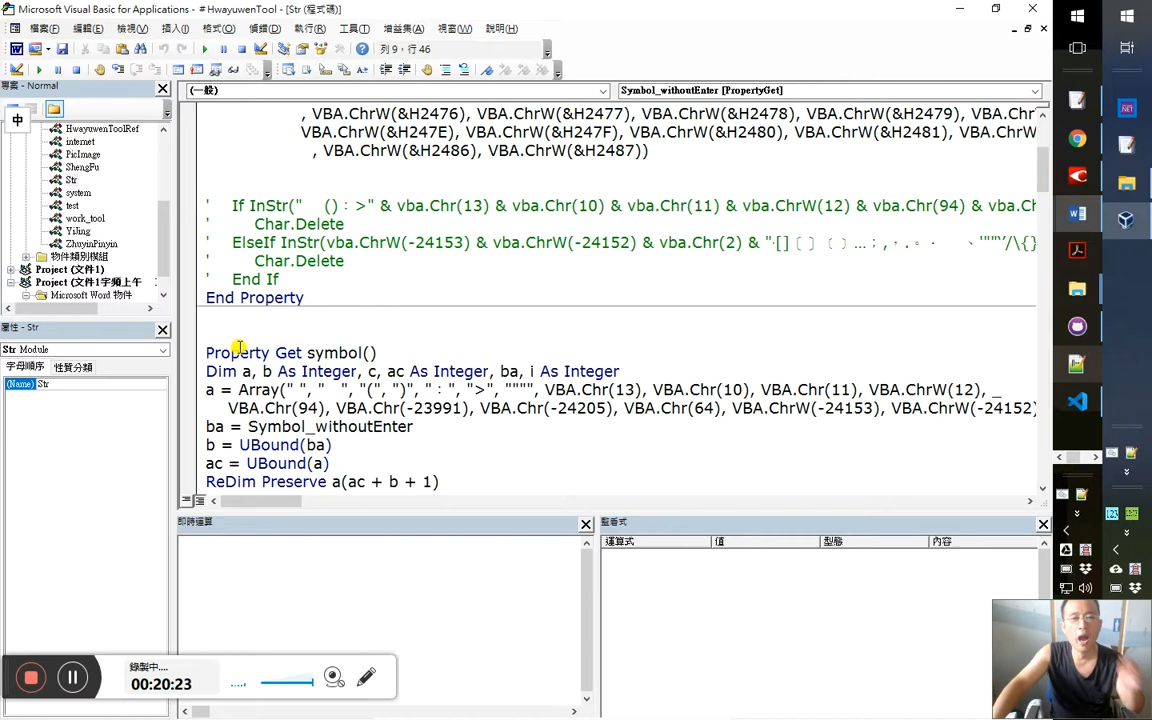 Microsoft Visual Basic for Applications - #HwayuwenTool - [Str (程式碼)]
檔案(F) 編輯(E) 檢視(V) 插入(I) 格式(O) 偵錯(D) 執行(R) 工具(T) 增益集(A) 視窗(W) 說明(H)
列 9，行 46
專案 - Normal
中
HwayuwenToolRef
internet
PicImage
ShengFu
Str
system
test
work_tool
YiJing
ZhuyinPinyin
物件類別模組
Project (文件1)
Project (文件1字頻上午
Microsoft Word 物件
屬性 - Str
Str Module
字母順序 性質分類
(Name) Str
(一般)
Symbol_withoutEnter [PropertyGet]
, VBA.ChrW(&H2476), VBA.ChrW(&H2477), VBA.ChrW(&H2478), VBA.ChrW(&H2479), VBA.Chr
VBA.ChrW(&H247E), VBA.ChrW(&H247F), VBA.ChrW(&H2480), VBA.ChrW(&H2481), VBA.ChrW
, VBA.ChrW(&H2486), VBA.ChrW(&H2487))
' If InStr(" ()：>" & vba.Chr(13) & vba.Chr(10) & vba.Chr(11) & vba.ChrW(12) & vba.Chr(94) & vba.Ch
' Char.Delete
' ElseIf InStr(vba.ChrW(-24153) & vba.ChrW(-24152) & vba.Chr(2) &
' Char.Delete
' End If
End Property
Property Get symbol()
Dim a, b As Integer, c, ac As Integer, ba, i As Integer
a = Array(" ", " ", "(", ")", "：", ">", """", VBA.Chr(13), VBA.Chr(10), VBA.Chr(11), VBA.ChrW(12), _
VBA.Chr(94), VBA.Chr(-23991), VBA.Chr(-24205), VBA.Chr(64), VBA.ChrW(-24153), VBA.ChrW(-24152)
ba = Symbol_withoutEnter
b = UBound(ba)
ac = UBound(a)
ReDim Preserve a(ac + b + 1)
即時運算
監看式
運算式 值 型態 內容
錄製中....
00:20:23
.NET
123